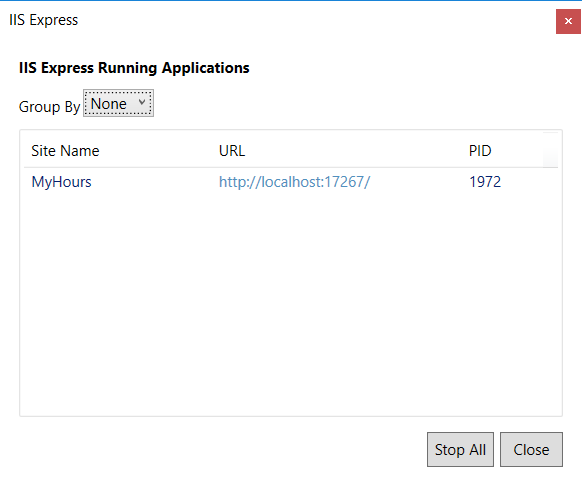 IIS Express
IIS Express Running Applications
Group By None
Site Name URL PID
MyHours http://localhost:17267/ 1972
Stop All Close